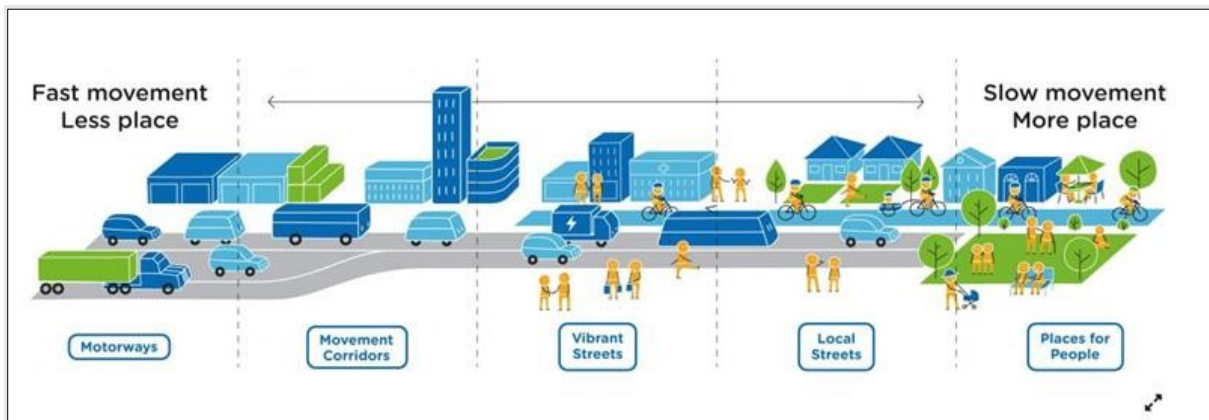 Fast movement
Less place
Slow movement
More place
Motorways
Movement
Corridors
Vibrant
Streets
Local
Streets
Places for
People